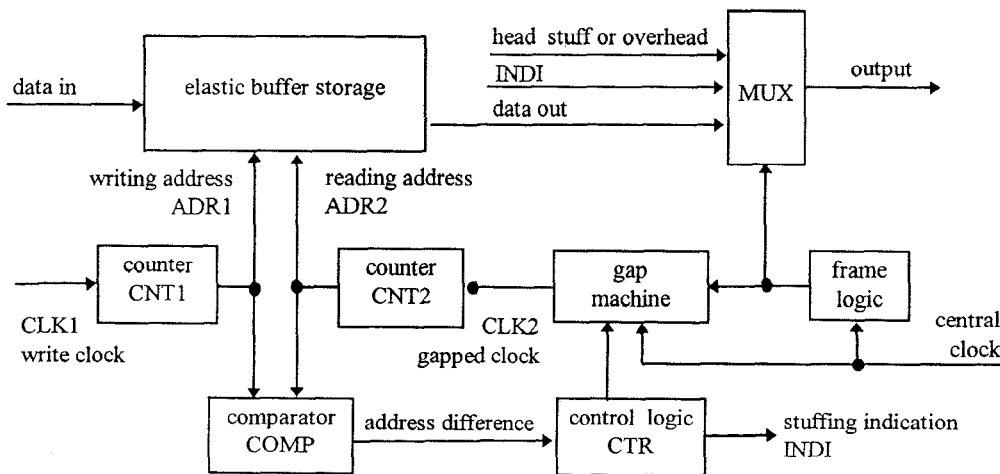 head stuff or overhead
data in
elastic buffer storage
INDI
MUX
output
data out
writing address
ADR1
reading address
ADR2
counter
CNT1
counter
CNT2
gap
machine
frame
logic
CLK1
write clock
CLK2
gapped clock
central
clock
comparator
COMP
address difference
control logic
CTR
stuffing indication
INDI